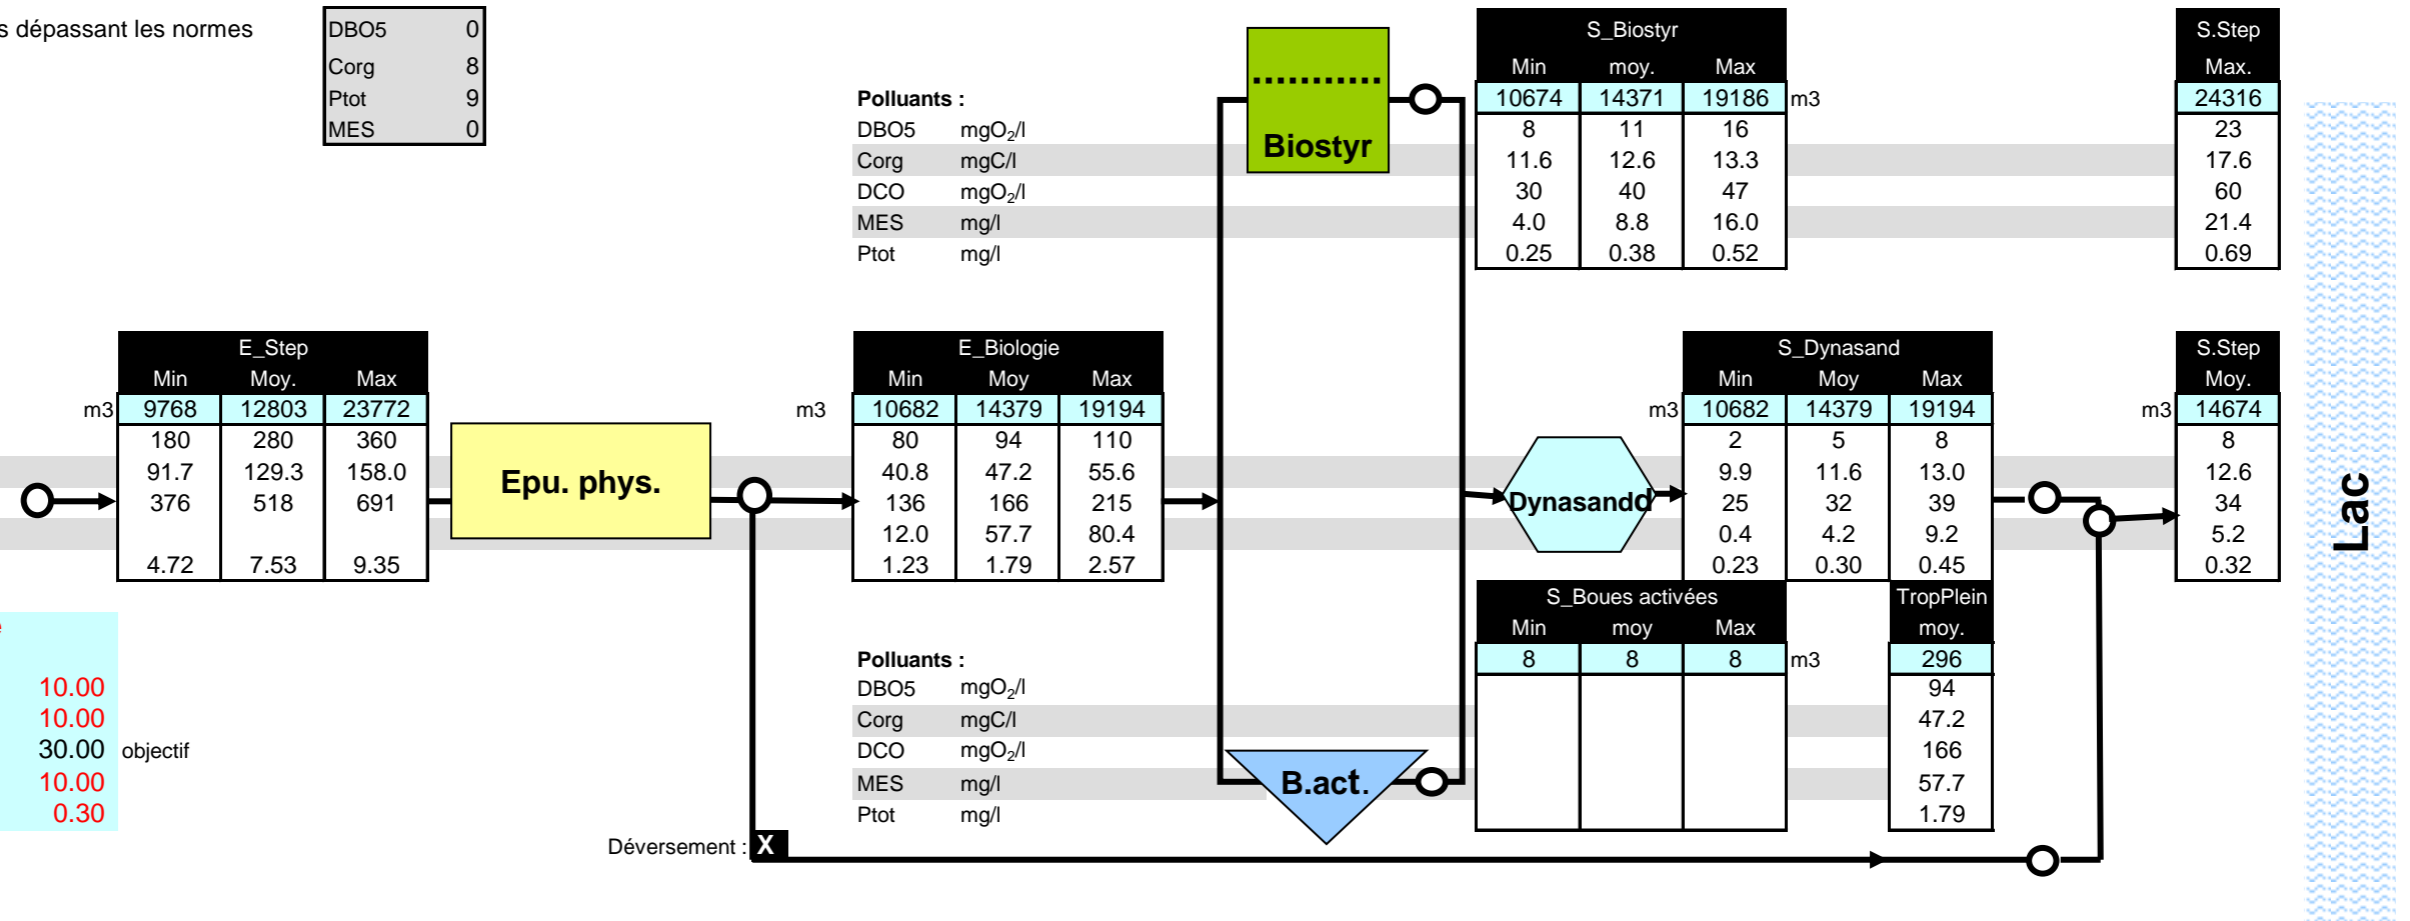 s dépassant les normes
DBO5 0
Corg 8
Ptot 9
MES 0
S_Biostyr
Min moy. Max
10674 14371 19186 m3
8 11 16
11.6 12.6 13.3
30 40 47
4.0 8.8 16.0
0.25 0.38 0.52
S.Step
Max.
24316
23
17.6
60
21.4
0.69
Polluants :
DBO5 mgO2/l
Corg mgC/l
DCO mgO2/l
MES mg/l
Ptot mg/l
Biostyr
E_Step
Min Moy. Max
m3 9768 12803 23772
180 280 360
91.7 129.3 158.0
376 518 691
4.72 7.53 9.35
Epu. phys.
E_Biologie
Min Moy Max
m3 10682 14379 19194
80 94 110
40.8 47.2 55.6
136 166 215
12.0 57.7 80.4
1.23 1.79 2.57
Dynasandd
S_Dynasand
Min Moy Max
m3 10682 14379 19194
2 5 8
9.9 11.6 13.0
25 32 39
0.4 4.2 9.2
0.23 0.30 0.45
S.Step
Moy.
m3 14674
8
12.6
34
5.2
0.32
Lac
10.00
10.00
30.00 objectif
10.00
0.30
Polluants :
DBO5 mgO2/l
Corg mgC/l
DCO mgO2/l
MES mg/l
Ptot mg/l
B.act.
S_Boues activées
Min moy Max
8 8 8 m3
TropPlein
moy.
296
94
47.2
166
57.7
1.79
Déversement : X